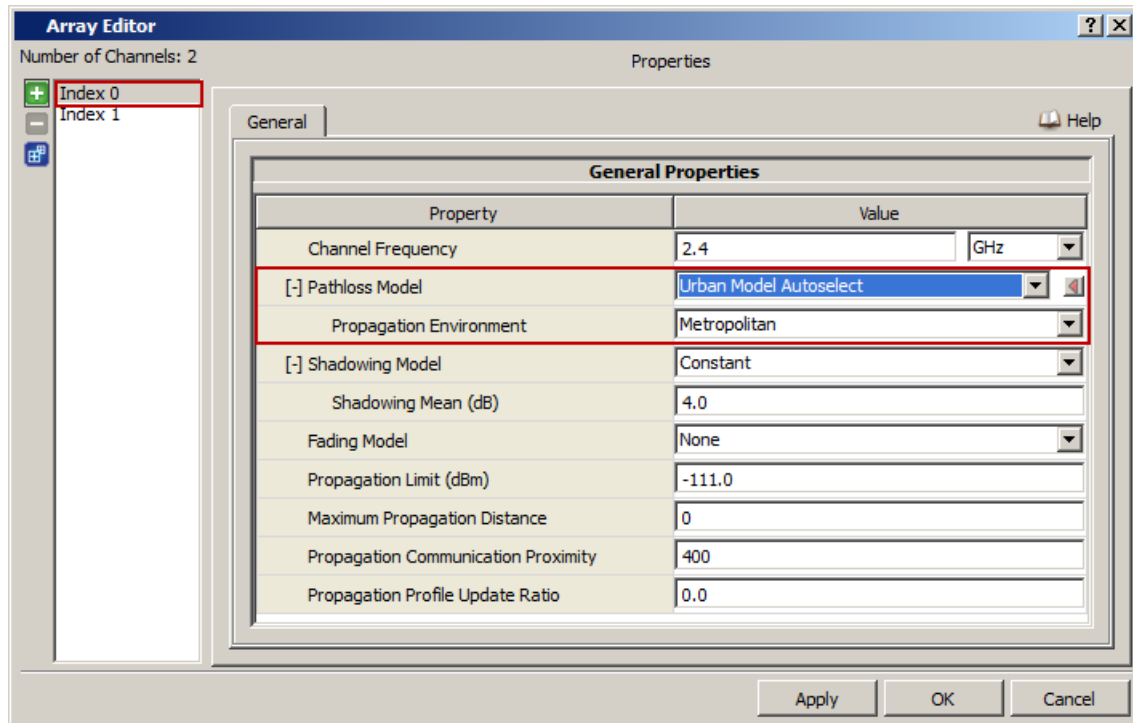 Array Editor
Number of Channels: 2
Properties
Index 0
Index 1
General
Help
General Properties
Property Value
Channel Frequency 2.4 GHz
[-] Pathloss Model Urban Model Autoselect
Propagation Environment Metropolitan
[-] Shadowing Model Constant
Shadowing Mean (dB) 4.0
Fading Model None
Propagation Limit (dBm) -111.0
Maximum Propagation Distance 0
Propagation Communication Proximity 400
Propagation Profile Update Ratio 0.0
Apply OK Cancel